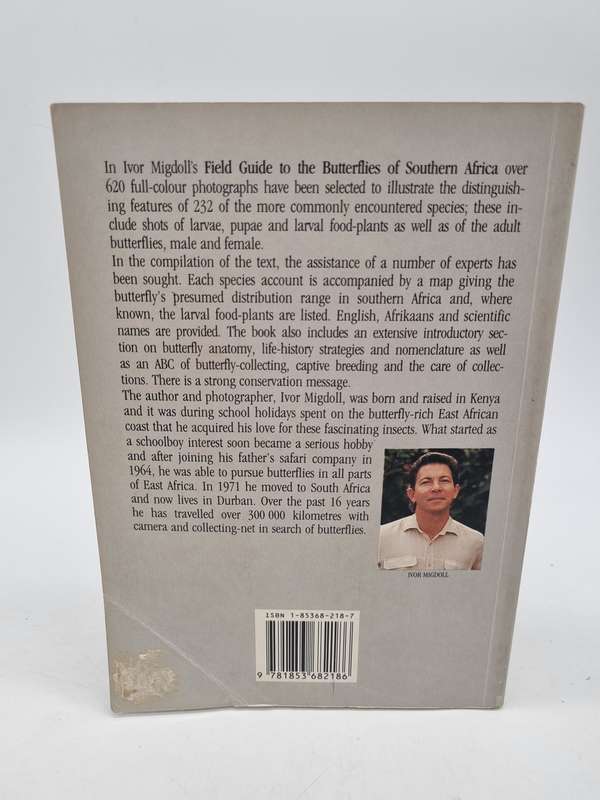 In Ivor Migdoll's Field Guide to the Butterflies of Southern Africa over
620 full-colour photographs have been selected to illustrate the distinguish-
ing features of 232 of the more commonly encountered species; these in-
clude shots of larvae, pupae and larval food-plants as well as of the adult
butterflies, male and female.
In the compilation of the text, the assistance of a number of experts has
been sought. Each species account is accompanied by a map giving the
butterfly's presumed distribution range in southern Africa and, where
known, the larval food-plants are listed. English, Afrikaans and scientific
names are provided. The book also includes an extensive introductory sec-
tion on butterfly anatomy, life-history strategies and nomenclature as well
as an ABC of butterfly-collecting, captive breeding and the care of collec-
tions. There is a strong conservation message.
The author and photographer, Ivor Migdoll, was born and raised in Kenya
and it was during school holidays spent on the butterfly-rich East African
coast that he acquired his love for these fascinating insects. What started as
a schoolboy interest soon became a serious hobby
and after joining his father's safari company in
1964, he was able to pursue butterflies in all parts
of East Africa. In 1971 he moved to South Africa
and now lives in Durban. Over the past 16 years
he has travelled over 300 000 kilometres with
camera and collecting-net in search of butterflies.
IVOR MIGDOLL
ISBN 1-85368-218-7
9 781853 682186